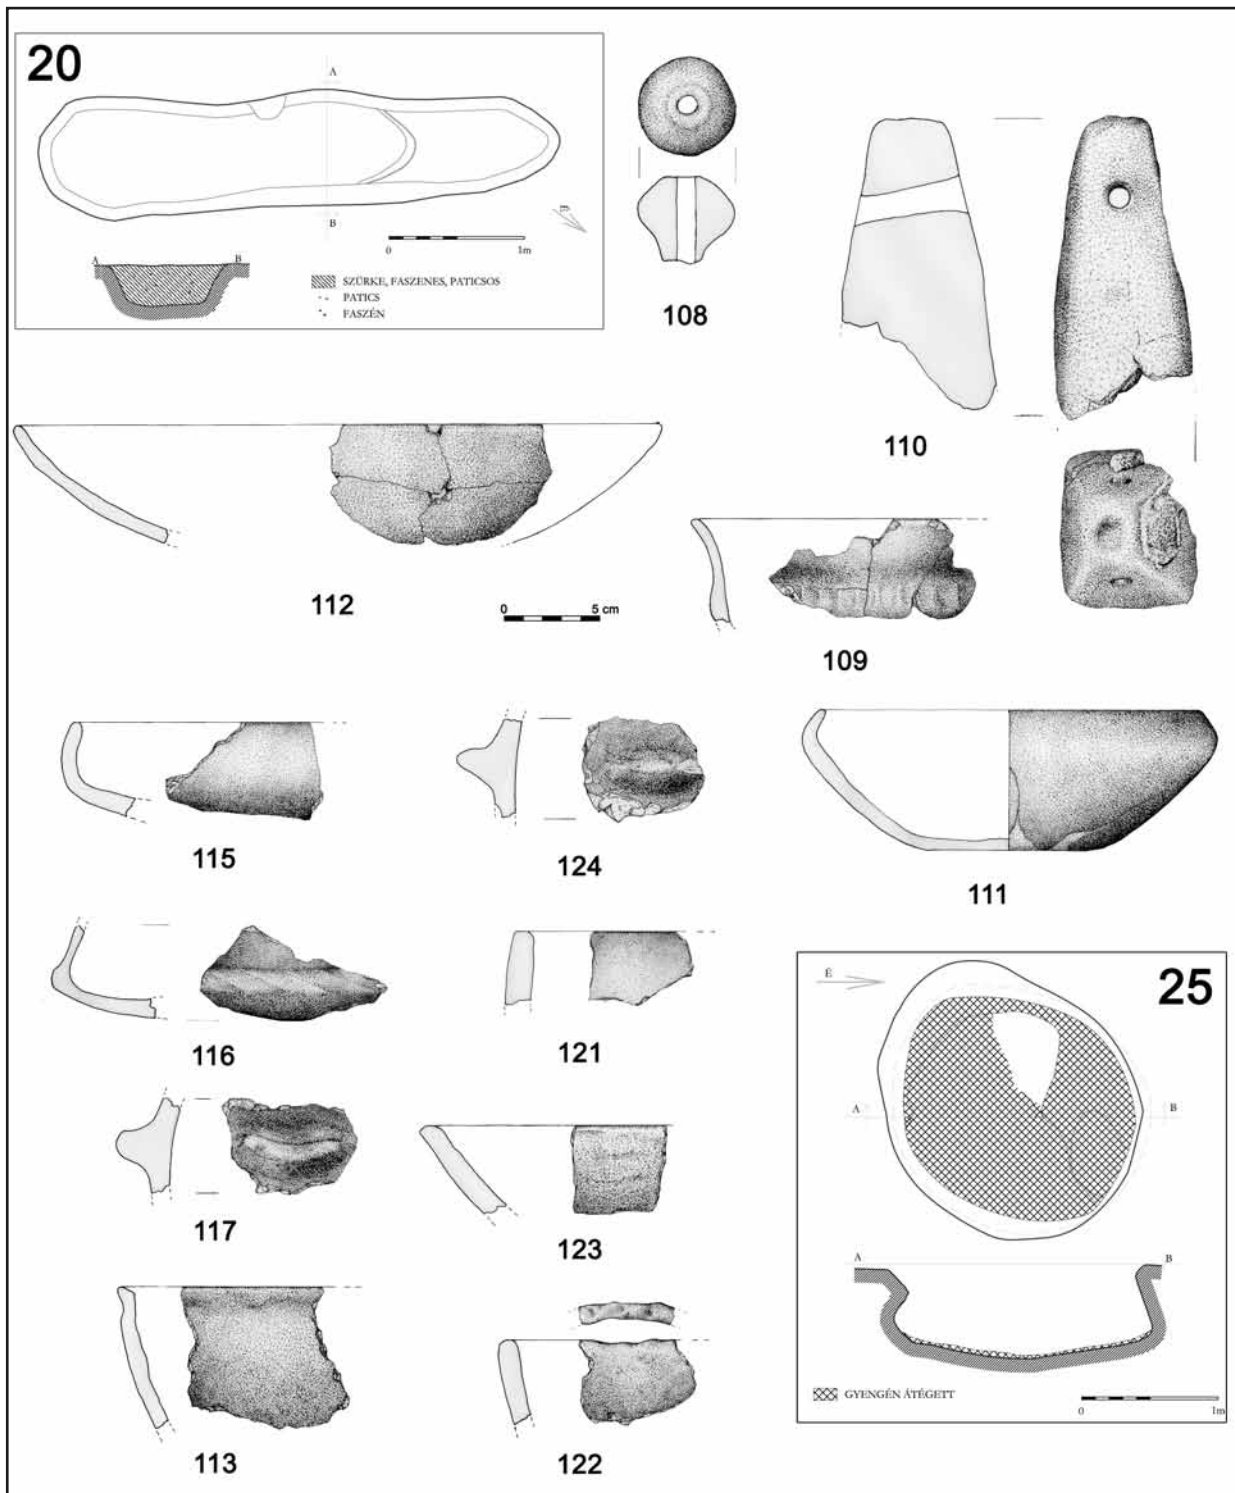 20
A
B
É
0 1m
A B
SZÜRKE, FASZENES, PATICSOS
PATICS
FASZÉN
108
110
112
0 5 cm
109
115
124
111
116
121
25
É
A B
117
123
A B
GYENGÉN ÁTÉGETT
0 1m
113
122